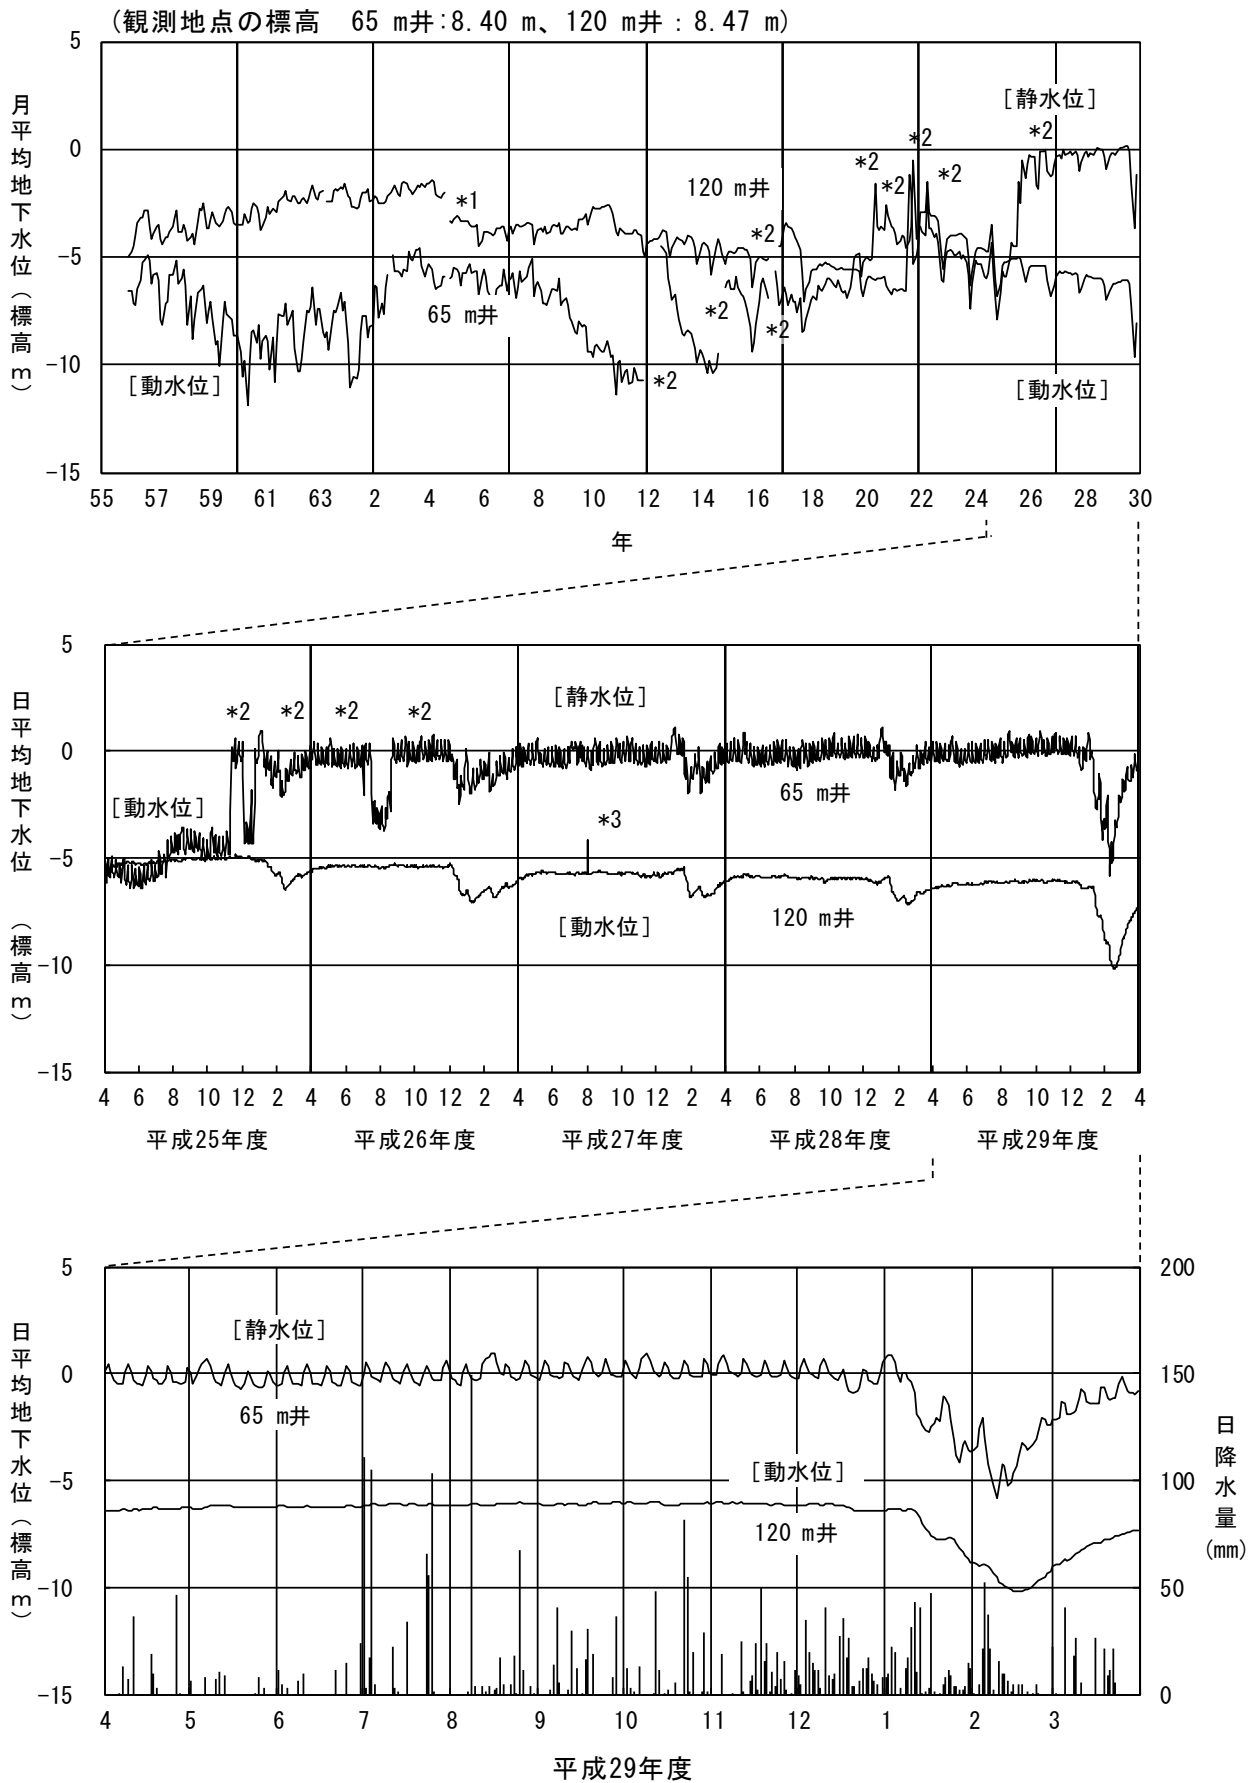 (観測地点の標高　65 m井：8.40 m、120 m井：8.47 m)
月平均地下水位（標高ｍ）
5
0
−5
−10
−15
［静水位］
*2
*2
*2
*2
*2
120 m井
*1
*2
65 m井
*2
*2
*2
［動水位］
［動水位］
55 57 59 61 63 2 4 6 8 10 12 14 16 18 20 22 24 26 28 30
年
日平均地下水位　（標高ｍ）
5
0
−5
−10
−15
*2 *2 *2 *2
［静水位］
［動水位］
65 m井
*3
［動水位］
120 m井
4 6 8 10 12 2 4 6 8 10 12 2 4 6 8 10 12 2 4 6 8 10 12 2 4 6 8 10 12 2 4
平成25年度 平成26年度 平成27年度 平成28年度 平成29年度
日平均地下水位（標高ｍ）
5
0
−5
−10
−15
［静水位］
65 m井
［動水位］
120 m井
200
150
100
50
0
日降水量(mm)
4 5 6 7 8 9 10 11 12 1 2 3
平成29年度